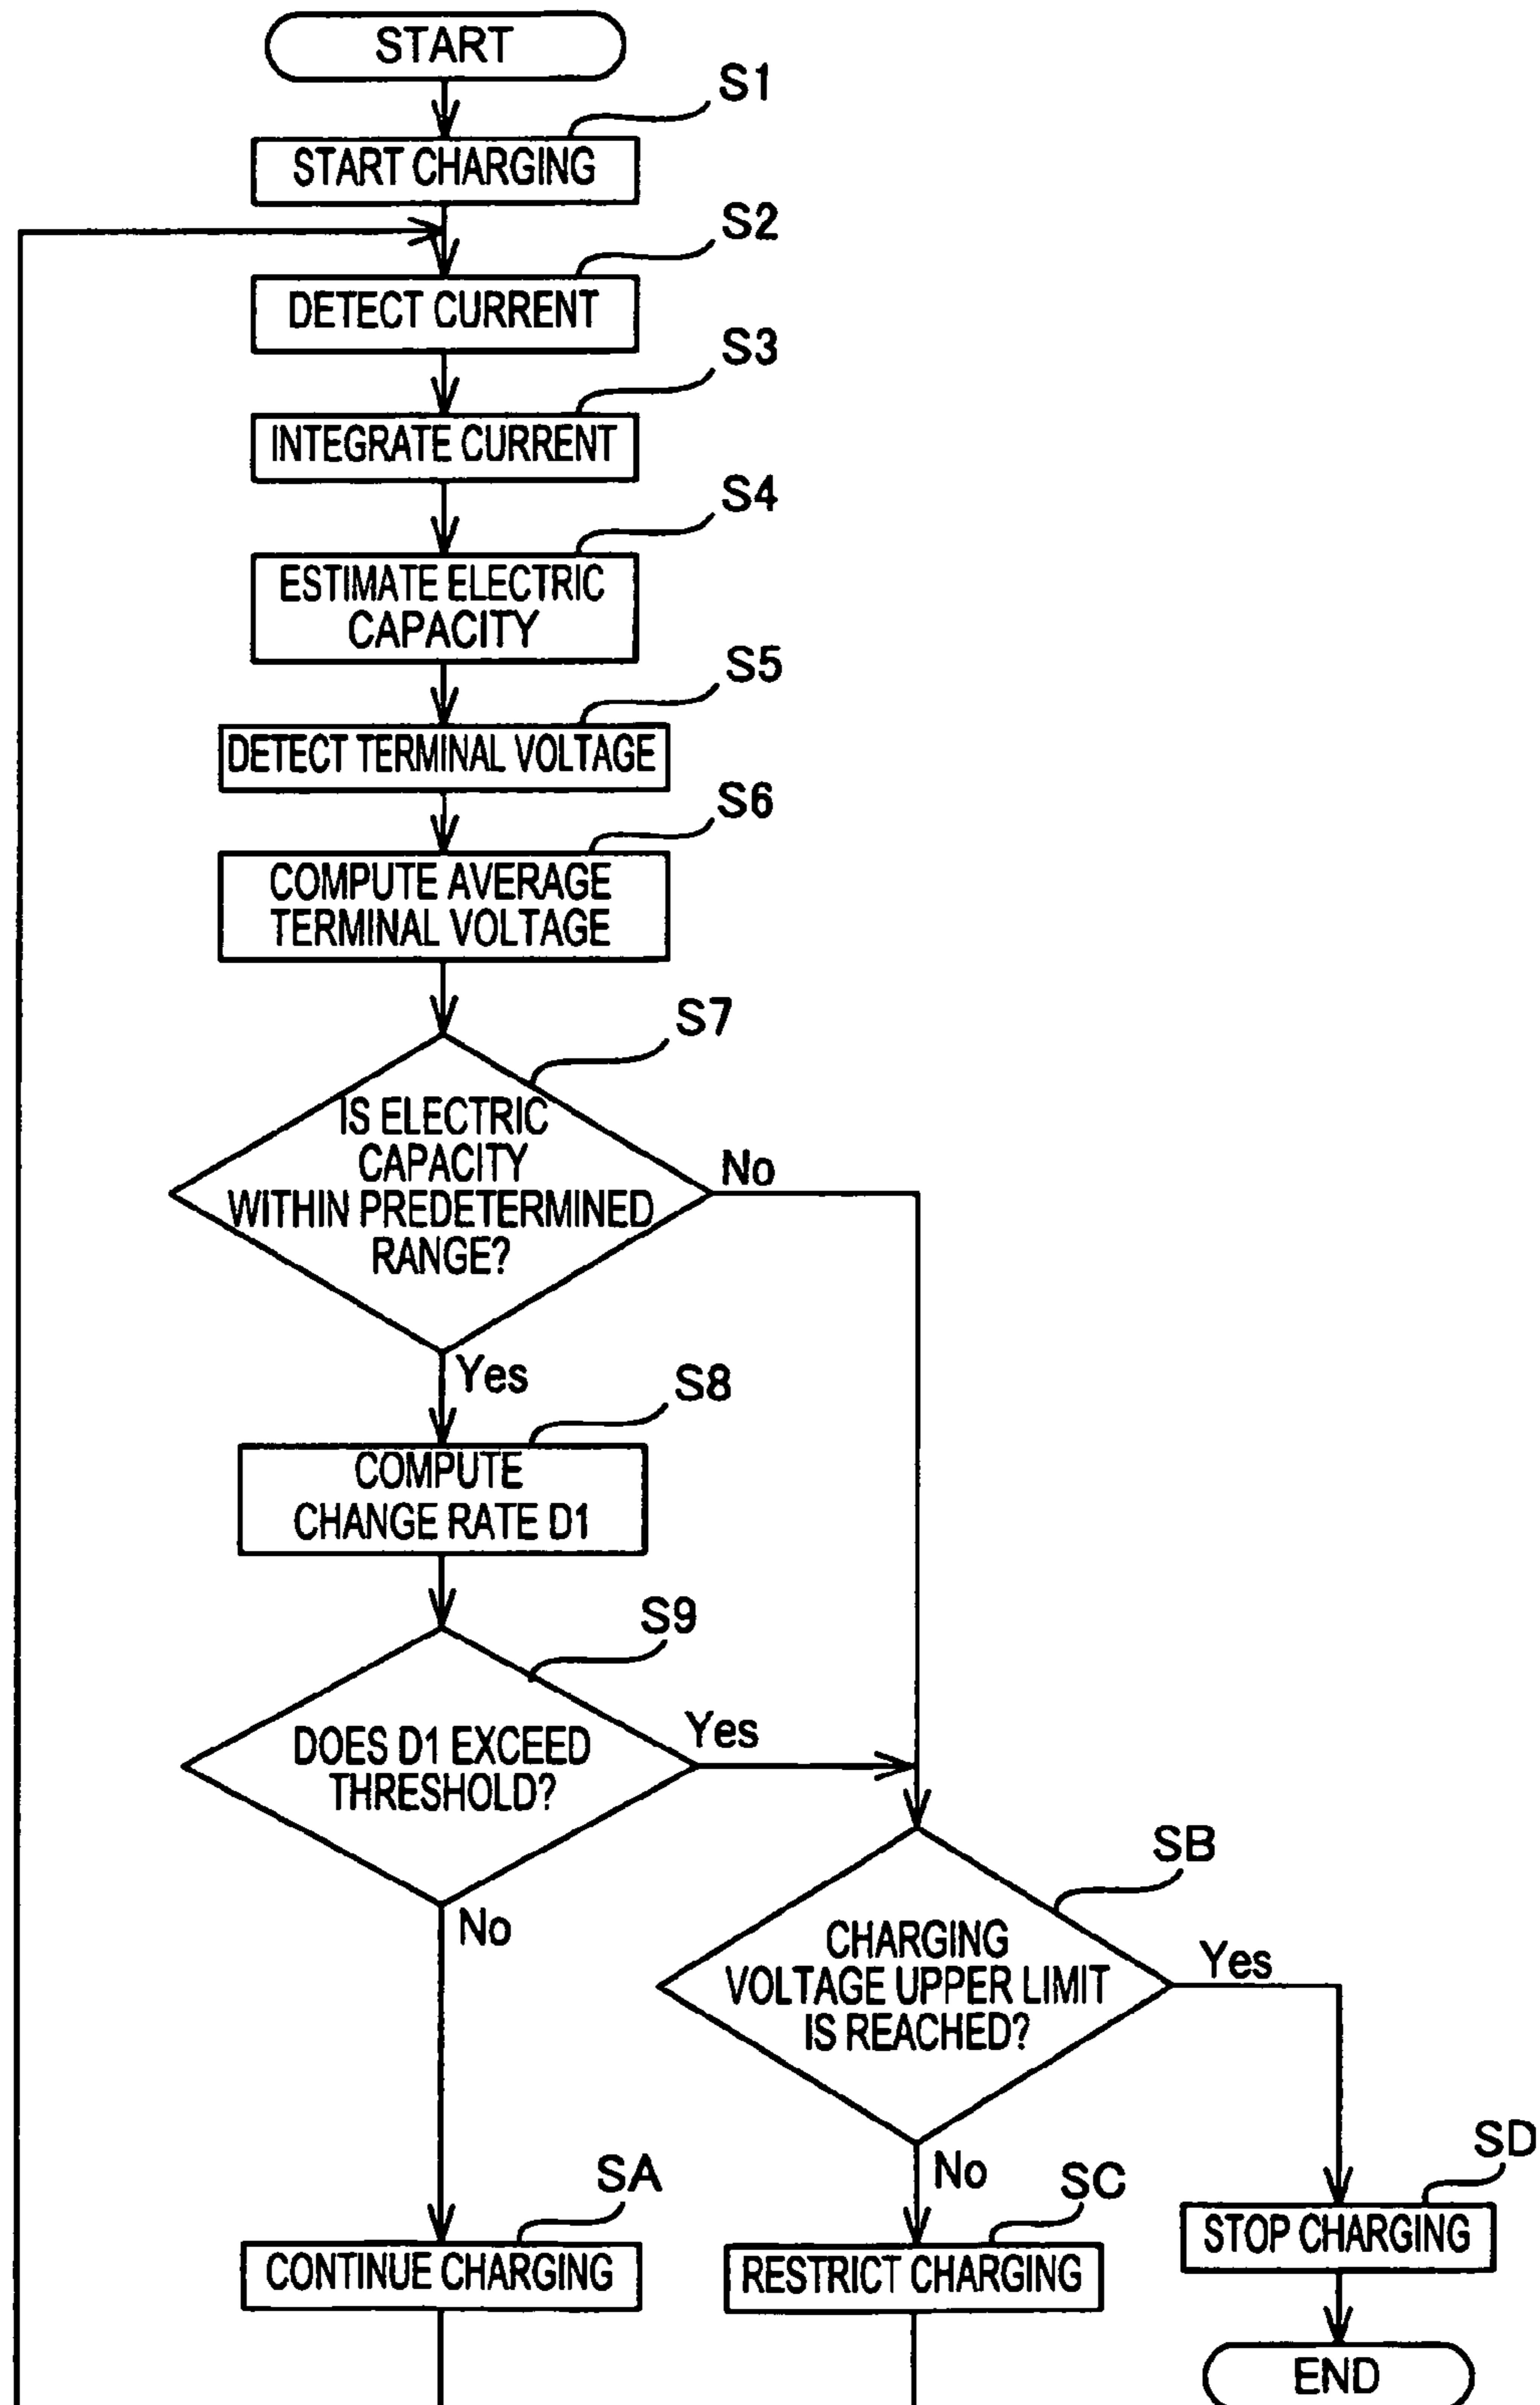 START
S1
START CHARGING
S2
DETECT CURRENT
S3
INTEGRATE CURRENT
S4
ESTIMATE ELECTRIC
CAPACITY
S5
DETECT TERMINAL VOLTAGE
S6
COMPUTE AVERAGE
TERMINAL VOLTAGE
S7
IS ELECTRIC
CAPACITY
WITHIN PREDETERMINED
RANGE?
No
Yes
S8
COMPUTE
CHANGE RATE D1
S9
DOES D1 EXCEED
THRESHOLD?
Yes
No
SB
CHARGING
VOLTAGE UPPER LIMIT
IS REACHED?
Yes
No
SA
CONTINUE CHARGING
SC
RESTRICT CHARGING
SD
STOP CHARGING
END